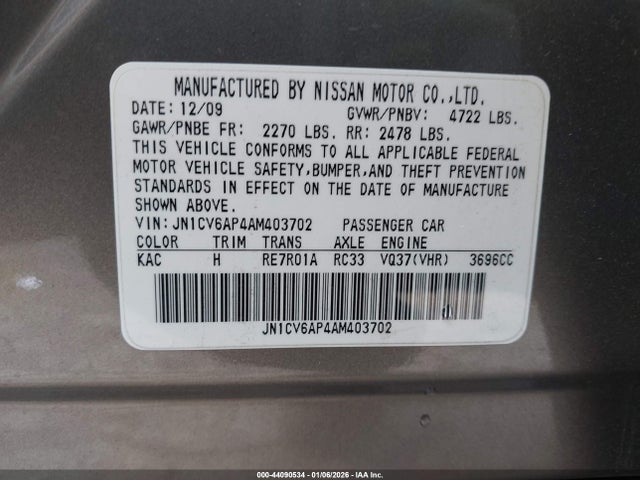 MANUFACTURED BY NISSAN MOTOR CO.,LTD.
DATE: 12/09 GVWR/PNBV: 4722 LBS.
GAWR/PNBE FR: 2270 LBS. RR: 2478 LBS.
THIS VEHICLE CONFORMS TO ALL APPLICABLE FEDERAL
MOTOR VEHICLE SAFETY,BUMPER,AND THEFT PREVENTION
STANDARDS IN EFFECT ON THE DATE OF MANUFACTURE
SHOWN ABOVE.
VIN: JN1CV6AP4AM403702 PASSENGER CAR
COLOR TRIM TRANS AXLE ENGINE
KAC H RE7R01A RC33 VQ37(VHR) 3696CC
JN1CV6AP4AM403702
000-44090534 - 01/06/2026 - IAA Inc.